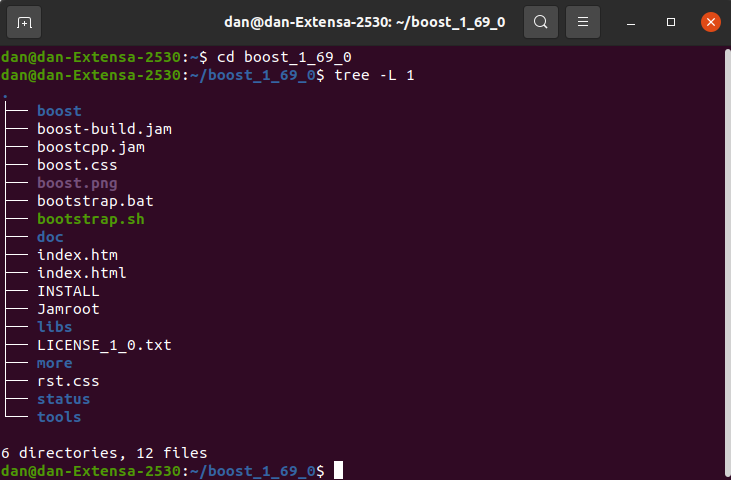 dan@dan-Extensa-2530: ~/boost_1_69_0
dan@dan-Extensa-2530:~$ cd boost_1_69_0
dan@dan-Extensa-2530:~/boost_1_69_0$ tree -L 1
.
├── boost
├── boost-build.jam
├── boostcpp.jam
├── boost.css
├── boost.png
├── bootstrap.bat
├── bootstrap.sh
├── doc
├── index.htm
├── index.html
├── INSTALL
├── Jamroot
├── libs
├── LICENSE_1_0.txt
├── more
├── rst.css
├── status
└── tools
6 directories, 12 files
dan@dan-Extensa-2530:~/boost_1_69_0$